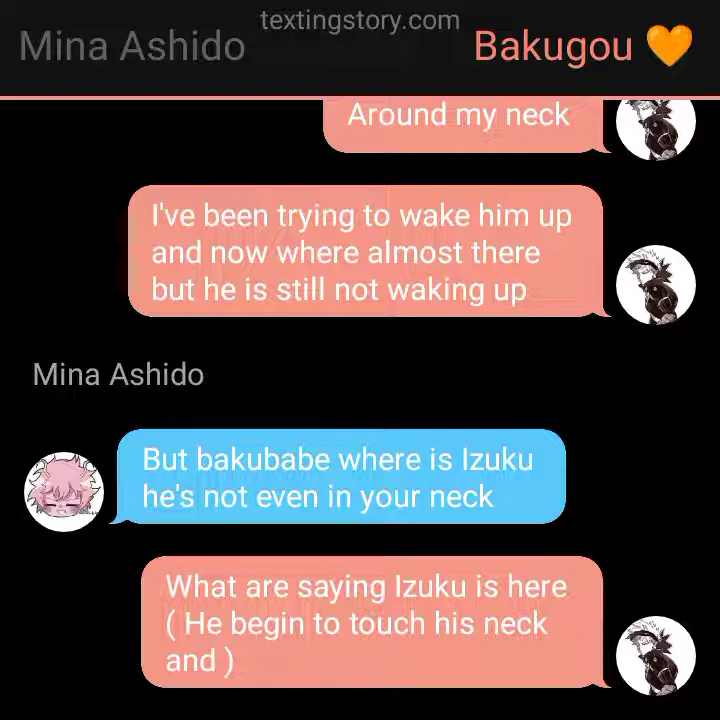 textingstory.com
Mina Ashido
Bakugou 🧡
Around my neck
I've been trying to wake him up
and now where almost there
but he is still not waking up
Mina Ashido
But bakubabe where is Izuku
he's not even in your neck
What are saying Izuku is here
( He begin to touch his neck
and )